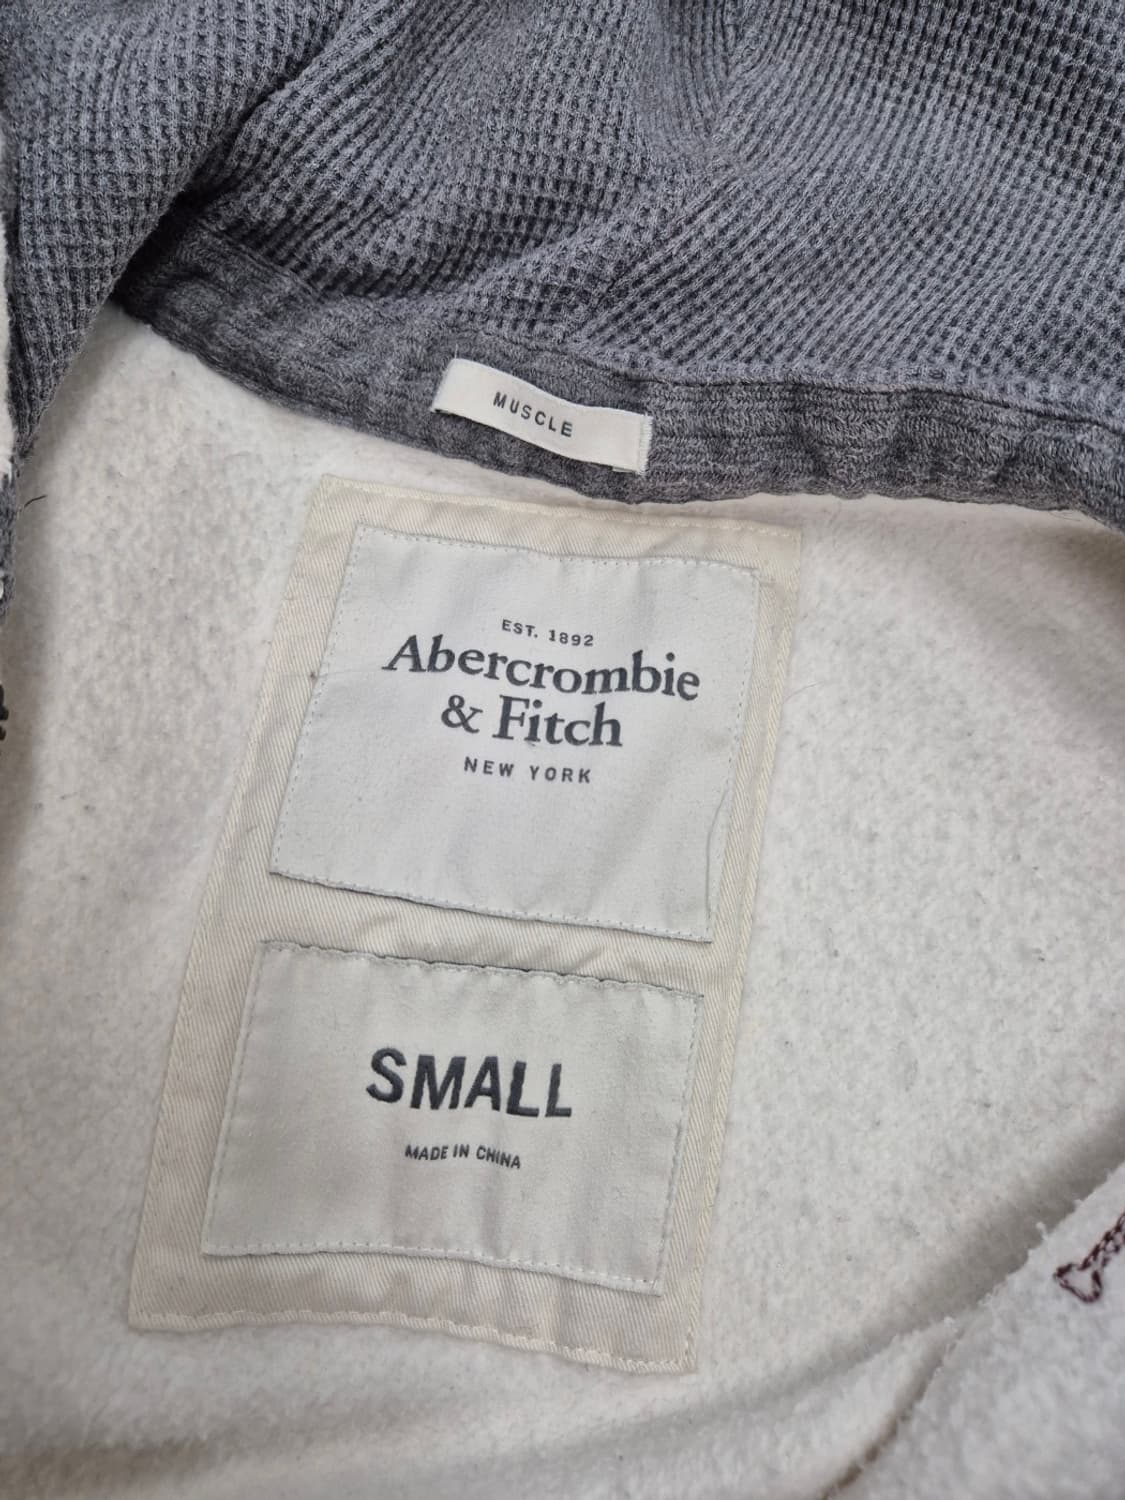 MUSCLE
EST. 1892
Abercrombie
& Fitch
NEW YORK
SMALL
MADE IN CHINA